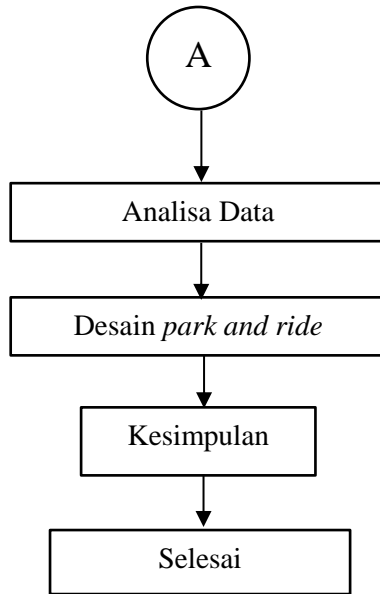 A
Analisa Data
Desain park and ride
Kesimpulan
Selesai